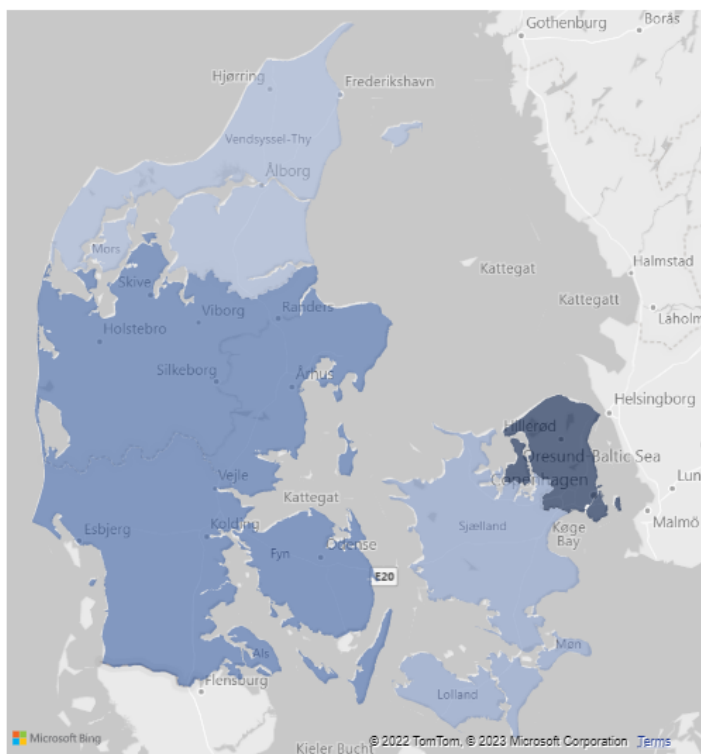 Gothenburg
Borås
Hjørring
Frederikshavn
Vendsyssel-Thy
Ålborg
Mors
Kattegat
Halmstad
Skive
Kattegatt
Viborg
Randers
Laholm
Holstebro
Silkeborg
Århus
Helsingborg
Hillerød
Øresund-Baltic Sea
Vejle
Copenhagen
Lun
Kattegat
Malmö
Esbjerg
Kolding
Sjælland
Køge
Bay
Fyn
Odense
E20
Als
Møn
Flensburg
Lolland
Microsoft Bing
Kieler Bucht
© 2022 TomTom, © 2023 Microsoft Corporation Terms